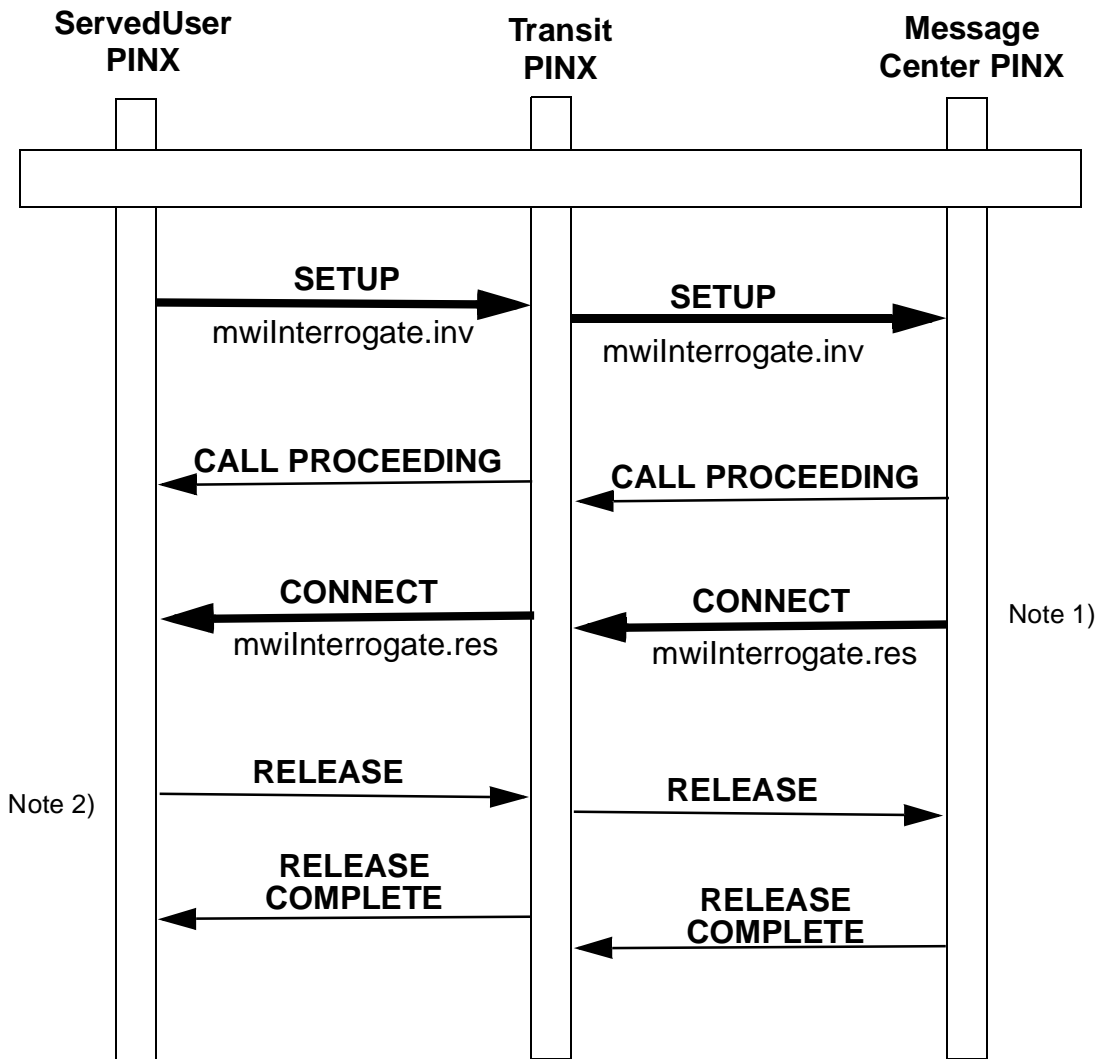 ServedUser
PINX
Transit
PINX
Message
Center PINX
SETUP
mwiInterrogate.inv
SETUP
mwiInterrogate.inv
CALL PROCEEDING
CALL PROCEEDING
CONNECT
mwiInterrogate.res
CONNECT
mwiInterrogate.res
Note 1)
RELEASE
RELEASE
Note 2)
RELEASE
COMPLETE
RELEASE
COMPLETE